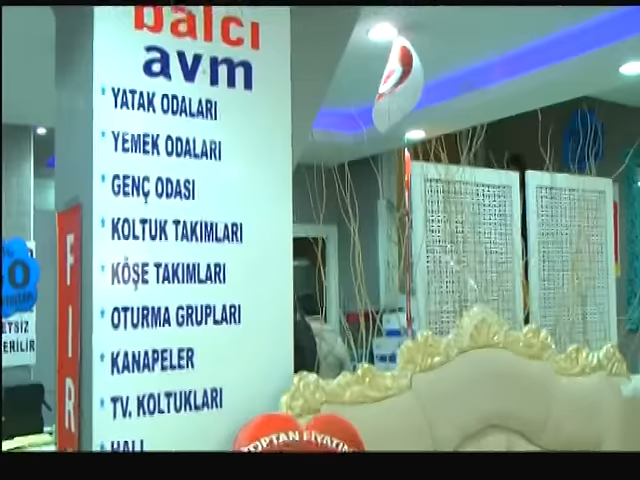 balcı
avm
* YATAK ODALARI
* YEMEK ODALARI
* GENÇ ODASI
* KOLTUK TAKIMLARI
* KÖŞE TAKIMLARI
* OTURMA GRUPLARI
* KANAPELER
* TV. KOLTUKLARI
* HALI
FIR
TOPTAN FİYATINA